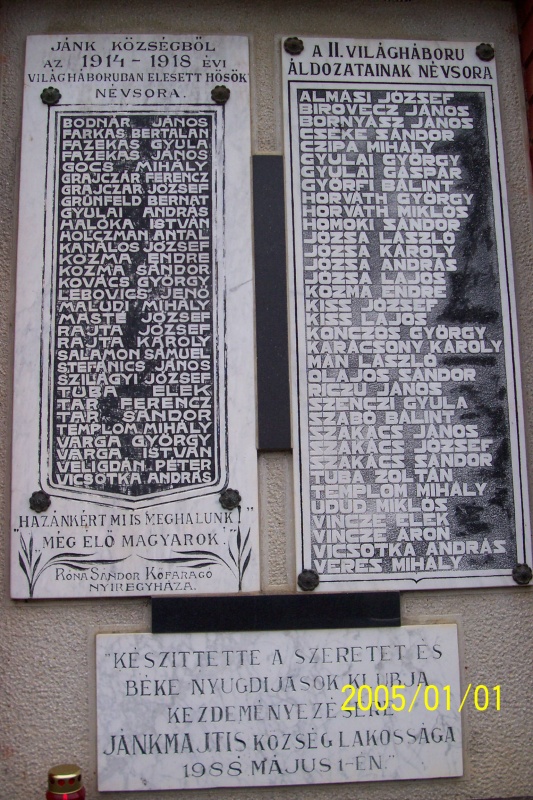 JÁNK KÖZSÉGBŐL
AZ 1914-1918 ÉVI
VILÁGHÁBORUBAN ELESETT HŐSÖK
NÉVSORA.
BODNÁR JÁNOS
FARKAS BERTALAN
FAZEKAS GYULA
FAZEKAS JÁNOS
GÓCS MIHÁLY
GRAJCZÁR FERENCZ
GRAJCZÁR JÓZSEF
GRÜNFELD BERNÁT
GYULAI ANDRÁS
HALÓKA ISTVÁN
HOLCZMAN ANTAL
KANÁLOS JÓZSEF
KOZMA ENDRE
KOZMA SÁNDOR
KOVÁCS GYÖRGY
LEBOVICS JENŐ
MALUDI MIHÁLY
MASTE JÓZSEF
RAJTA JÓZSEF
RAJTA KÁROLY
SALAMON SÁMUEL
STEFÁNICS JÁNOS
SZILÁGYI JÓZSEF
TUBA ELEK
TAR FERENCZ
TAR SÁNDOR
TEMPLOM MIHÁLY
VARGA GYÖRGY
VARGA ISTVÁN
VELIGDÁN PÉTER
VICSOTKA ANDRÁS
"HAZÁNKÉRT MI IS MEGHALUNK!
MÉG ÉLŐ MAGYAROK"
RÓNA SÁNDOR KŐFARAGÓ
NYIREGYHÁZA.
A II. VILÁGHÁBORU
ÁLDOZATAINAK NÉVSORA
ÁLMÁSI JÓZSEF
BIROVECZ JÁNOS
BORNYÁSZ JÁNOS
CSEKE SÁNDOR
CZIPA MIHÁLY
GYULAI GYÖRGY
GYULAI GÁSPÁR
GYŐRFI BÁLINT
HORVÁTH GYÖRGY
HORVÁTH MIKLÓS
HOMOKI SÁNDOR
JÓZSA LÁSZLÓ
JÓZSA KÁROLY
JÓZSA ANDRÁS
JÓZSA LAJOS
KOZMA ENDRE
KISS JÓZSEF
KISS LAJOS
KONCZOS GYÖRGY
KARÁCSONY KÁROLY
MÁN LÁSZLÓ
OLAJOS SÁNDOR
RICZU JÁNOS
SZENCZI GYULA
SZABÓ BÁLINT
SZAKÁCS JÁNOS
SZAKÁCS JÓZSEF
SZAKÁCS SÁNDOR
TUBA ZOLTÁN
TEMPLOM MIHÁLY
UDUD MIKLÓS
VINCZE ELEK
VINCZE ÁRON
VICSOTKA ANDRÁS
VERES MIHÁLY
"KÉSZITTETTE A SZERETET ÉS
BÉKE NYUGDIJASOK KLUBJA
KEZDEMÉNYEZÉSÉRE
JÁNKMAJTIS KÖZSÉG LAKOSSÁGA
1988 MÁJUS 1-ÉN."
2005/01/01